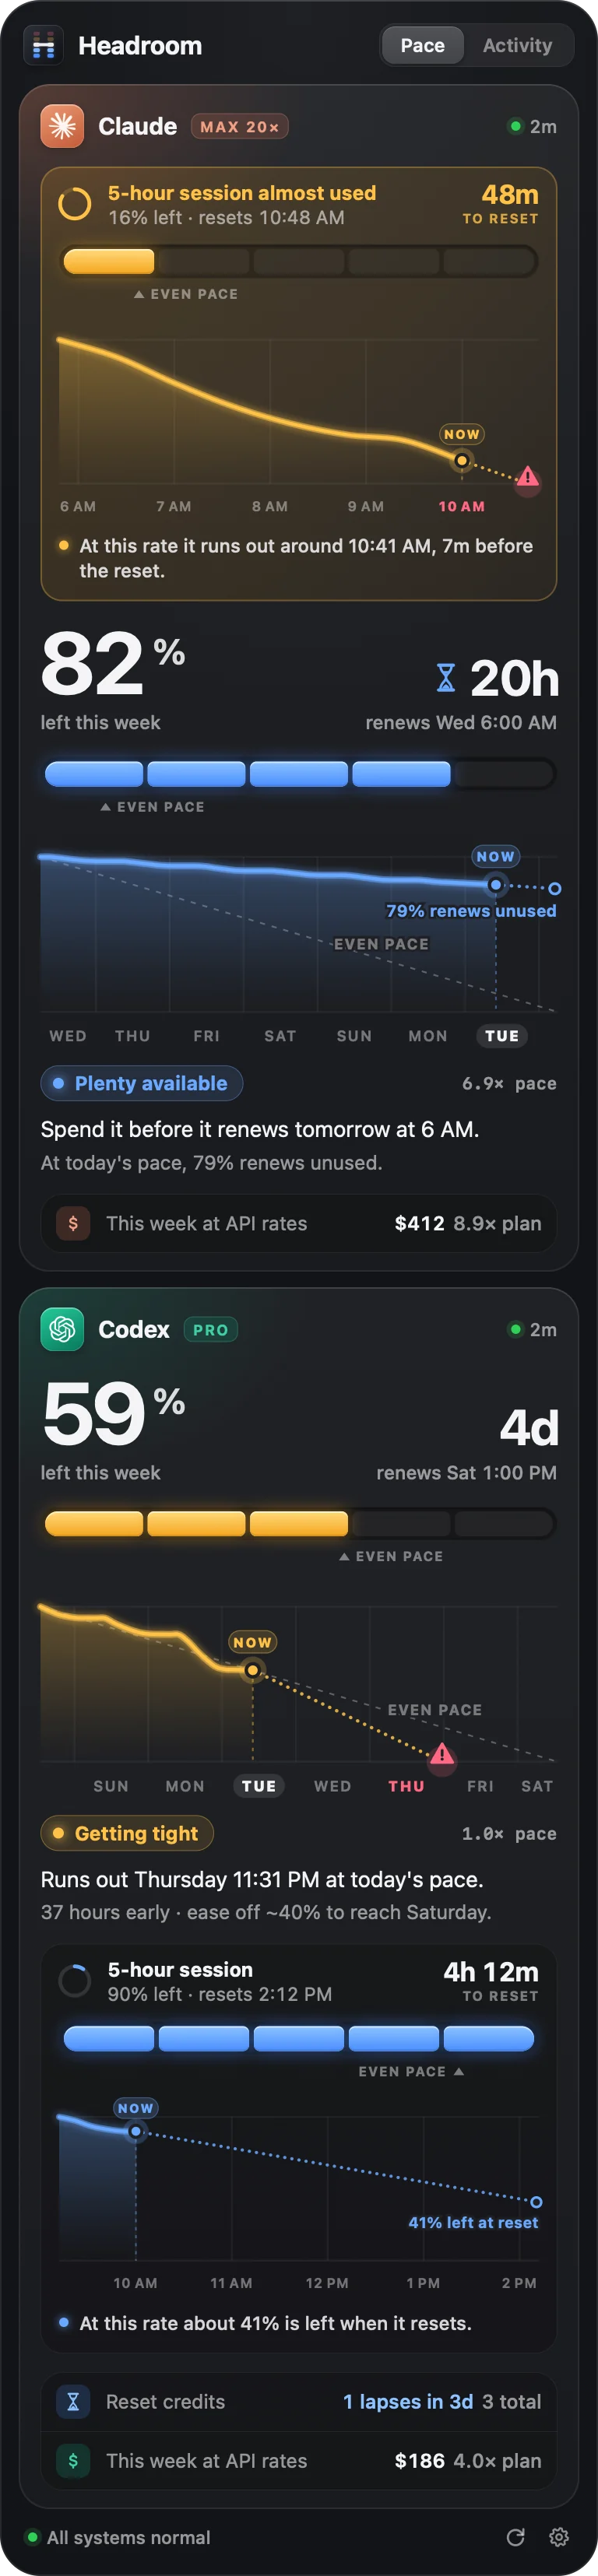 Headroom
Pace Activity
Claude MAX 20× 2m
5-hour session almost used 48m
16% left · resets 10:48 AM TO RESET
EVEN PACE
NOW
6 AM 7 AM 8 AM 9 AM 10 AM
At this rate it runs out around 10:41 AM, 7m before
the reset.
82% 20h
left this week renews Wed 6:00 AM
EVEN PACE
NOW
79% renews unused
EVEN PACE
WED THU FRI SAT SUN MON TUE
Plenty available 6.9× pace
Spend it before it renews tomorrow at 6 AM.
At today's pace, 79% renews unused.
$ This week at API rates $412 8.9× plan
Codex PRO 2m
59% 4d
left this week renews Sat 1:00 PM
EVEN PACE
NOW
EVEN PACE
SUN MON TUE WED THU FRI SAT
Getting tight 1.0× pace
Runs out Thursday 11:31 PM at today's pace.
37 hours early · ease off ~40% to reach Saturday.
5-hour session 4h 12m
90% left · resets 2:12 PM TO RESET
EVEN PACE
NOW
41% left at reset
10 AM 11 AM 12 PM 1 PM 2 PM
At this rate about 41% is left when it resets.
Reset credits 1 lapses in 3d 3 total
$ This week at API rates $186 4.0× plan
All systems normal